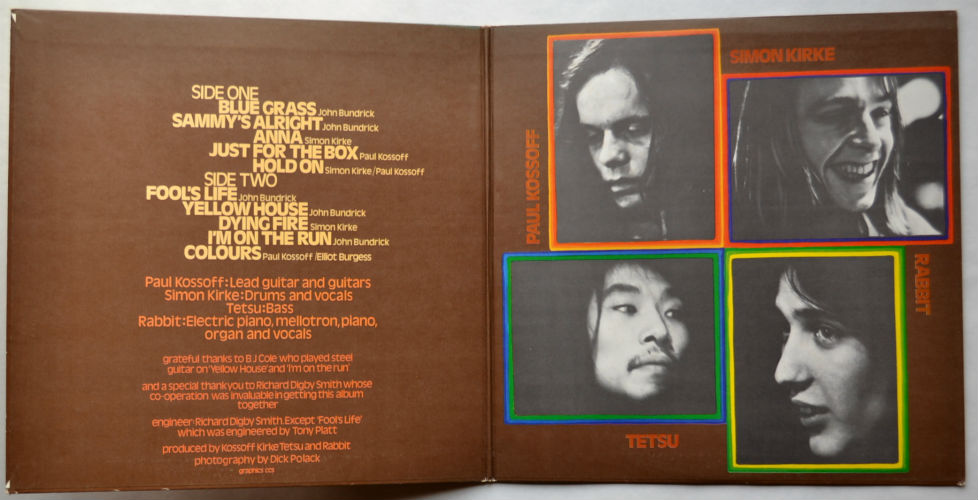 SIDE ONE
BLUE GRASS John Bundrick
SAMMY'S ALRIGHT John Bundrick
ANNA Simon Kirke
JUST FOR THE BOX Paul Kossoff
HOLD ON Simon Kirke/Paul Kossoff
SIDE TWO
FOOL'S LIFE John Bundrick
YELLOW HOUSE John Bundrick
DYING FIRE Simon Kirke
I'M ON THE RUN John Bundrick
COLOURS Paul Kossoff/Elliot Burgess
Paul Kossoff:Lead guitar and guitars
Simon Kirke:Drums and vocals
Tetsu:Bass
Rabbit:Electric piano, mellotron, piano,
organ and vocals
grateful thanks to B J Cole who played steel
guitar on 'Yellow House' and 'I'm on the run'
and a special thankyou to Richard Digby Smith whose
co-operation was invaluable in getting this album
together
engineer: Richard Digby Smith. Except 'Fool's Life'
which was engineered by Tony Platt
produced by Kossoff Kirke Tetsu and Rabbit
photography by Dick Polack
graphics ccs
PAUL KOSSOFF
SIMON KIRKE
TETSU
RABBIT